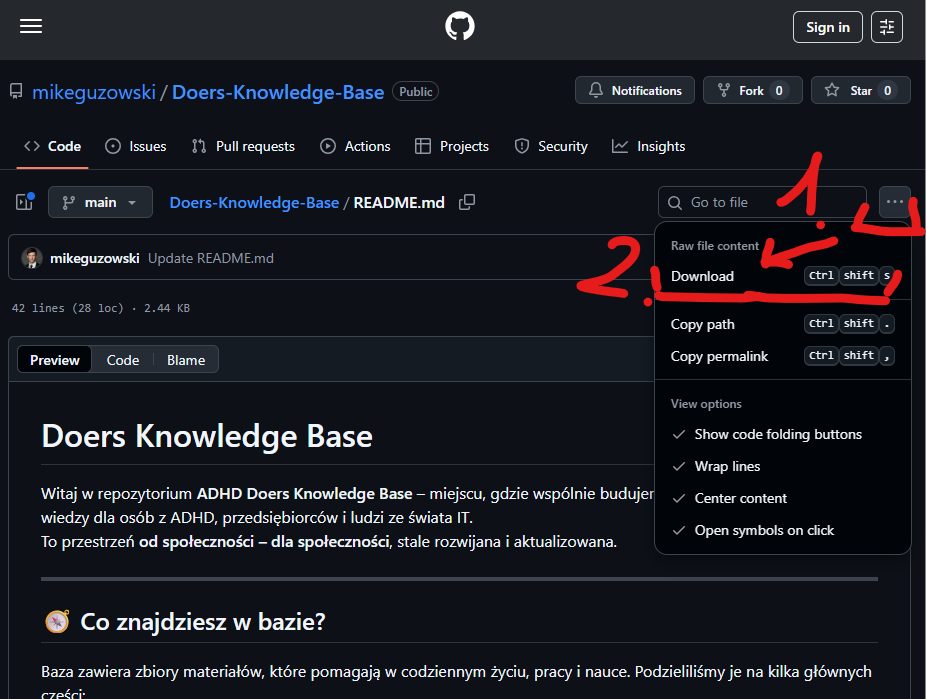 Sign in
mikeguzowski / Doers-Knowledge-Base Public
Notifications Fork 0 Star 0
Code Issues Pull requests Actions Projects Security Insights
main Doers-Knowledge-Base / README.md Go to file ...
1.
mikeguzowski Update README.md
42 lines (28 loc) · 2.44 KB
Preview Code Blame
Raw file content
2.
Download Ctrl shift s
Copy path Ctrl shift .
Copy permalink Ctrl shift ,
View options
Show code folding buttons
Wrap lines
Center content
Open symbols on click
Doers Knowledge Base
Witaj w repozytorium ADHD Doers Knowledge Base – miejscu, gdzie wspólnie budujem
wiedzy dla osób z ADHD, przedsiębiorców i ludzi ze świata IT.
To przestrzeń od społeczności – dla społeczności, stale rozwijana i aktualizowana.
Co znajdziesz w bazie?
Baza zawiera zbiory materiałów, które pomagają w codziennym życiu, pracy i nauce. Podzieliliśmy je na kilka głównych
części: